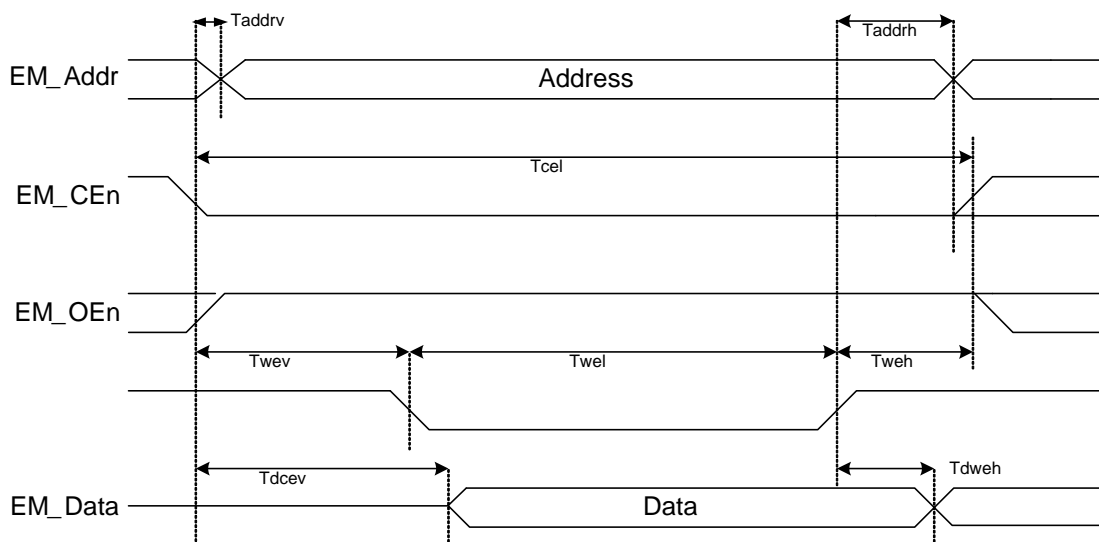 Taddrv
Taddrh
EM_Addr
Address
Tcel
EM_CEn
EM_OEn
Twev
Twel
Tweh
Tdcev
Tdweh
EM_Data
Data